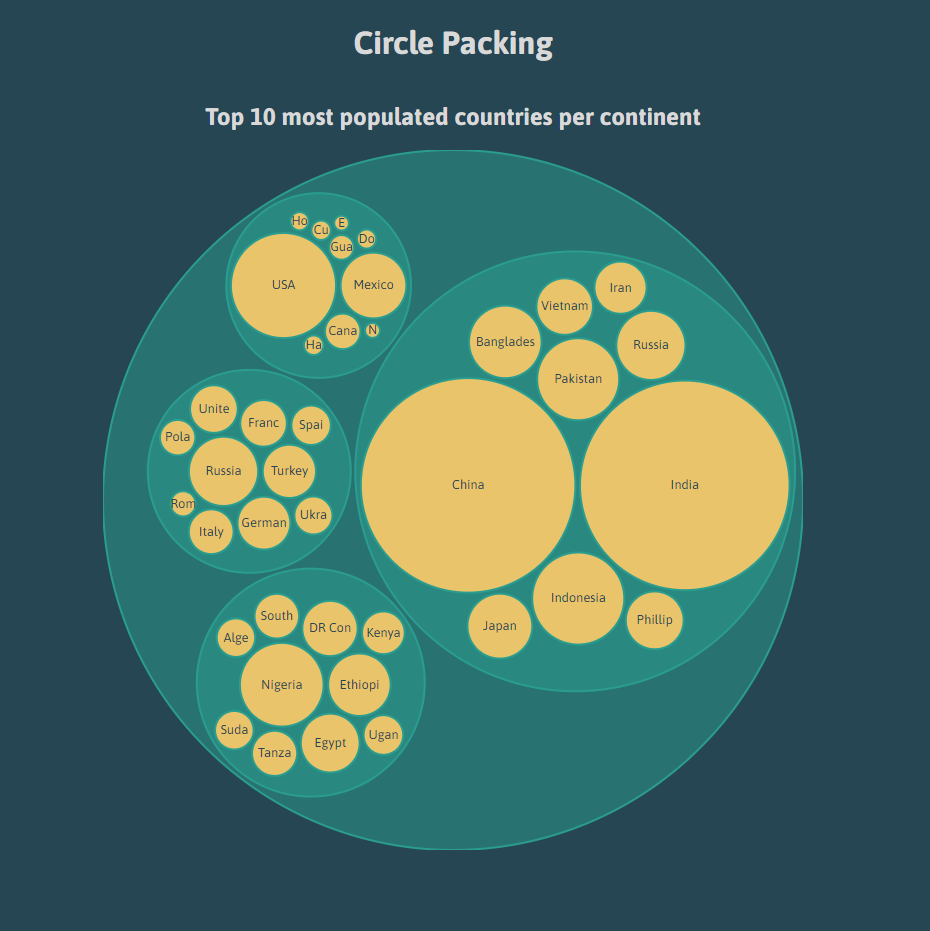 Circle Packing
Top 10 most populated countries per continent
Ho
Cu
E
Gua
Do
USA
Mexico
Cana
N
Ha
Unite
Franc
Spai
Pola
Russia
Turkey
Rom
Italy
German
Ukra
South
DR Con
Kenya
Alge
Nigeria
Ethiopi
Suda
Tanza
Egypt
Ugan
Iran
Vietnam
Banglades
Russia
Pakistan
China
India
Indonesia
Japan
Phillip